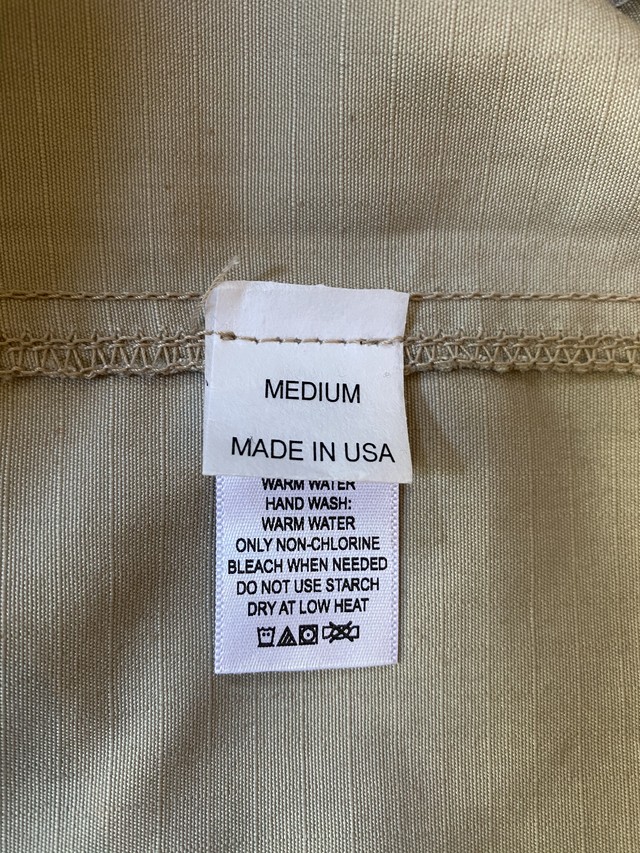 MEDIUM
MADE IN USA
WARM WATER
HAND WASH:
WARM WATER
ONLY NON-CHLORINE
BLEACH WHEN NEEDED
DO NOT USE STARCH
DRY AT LOW HEAT